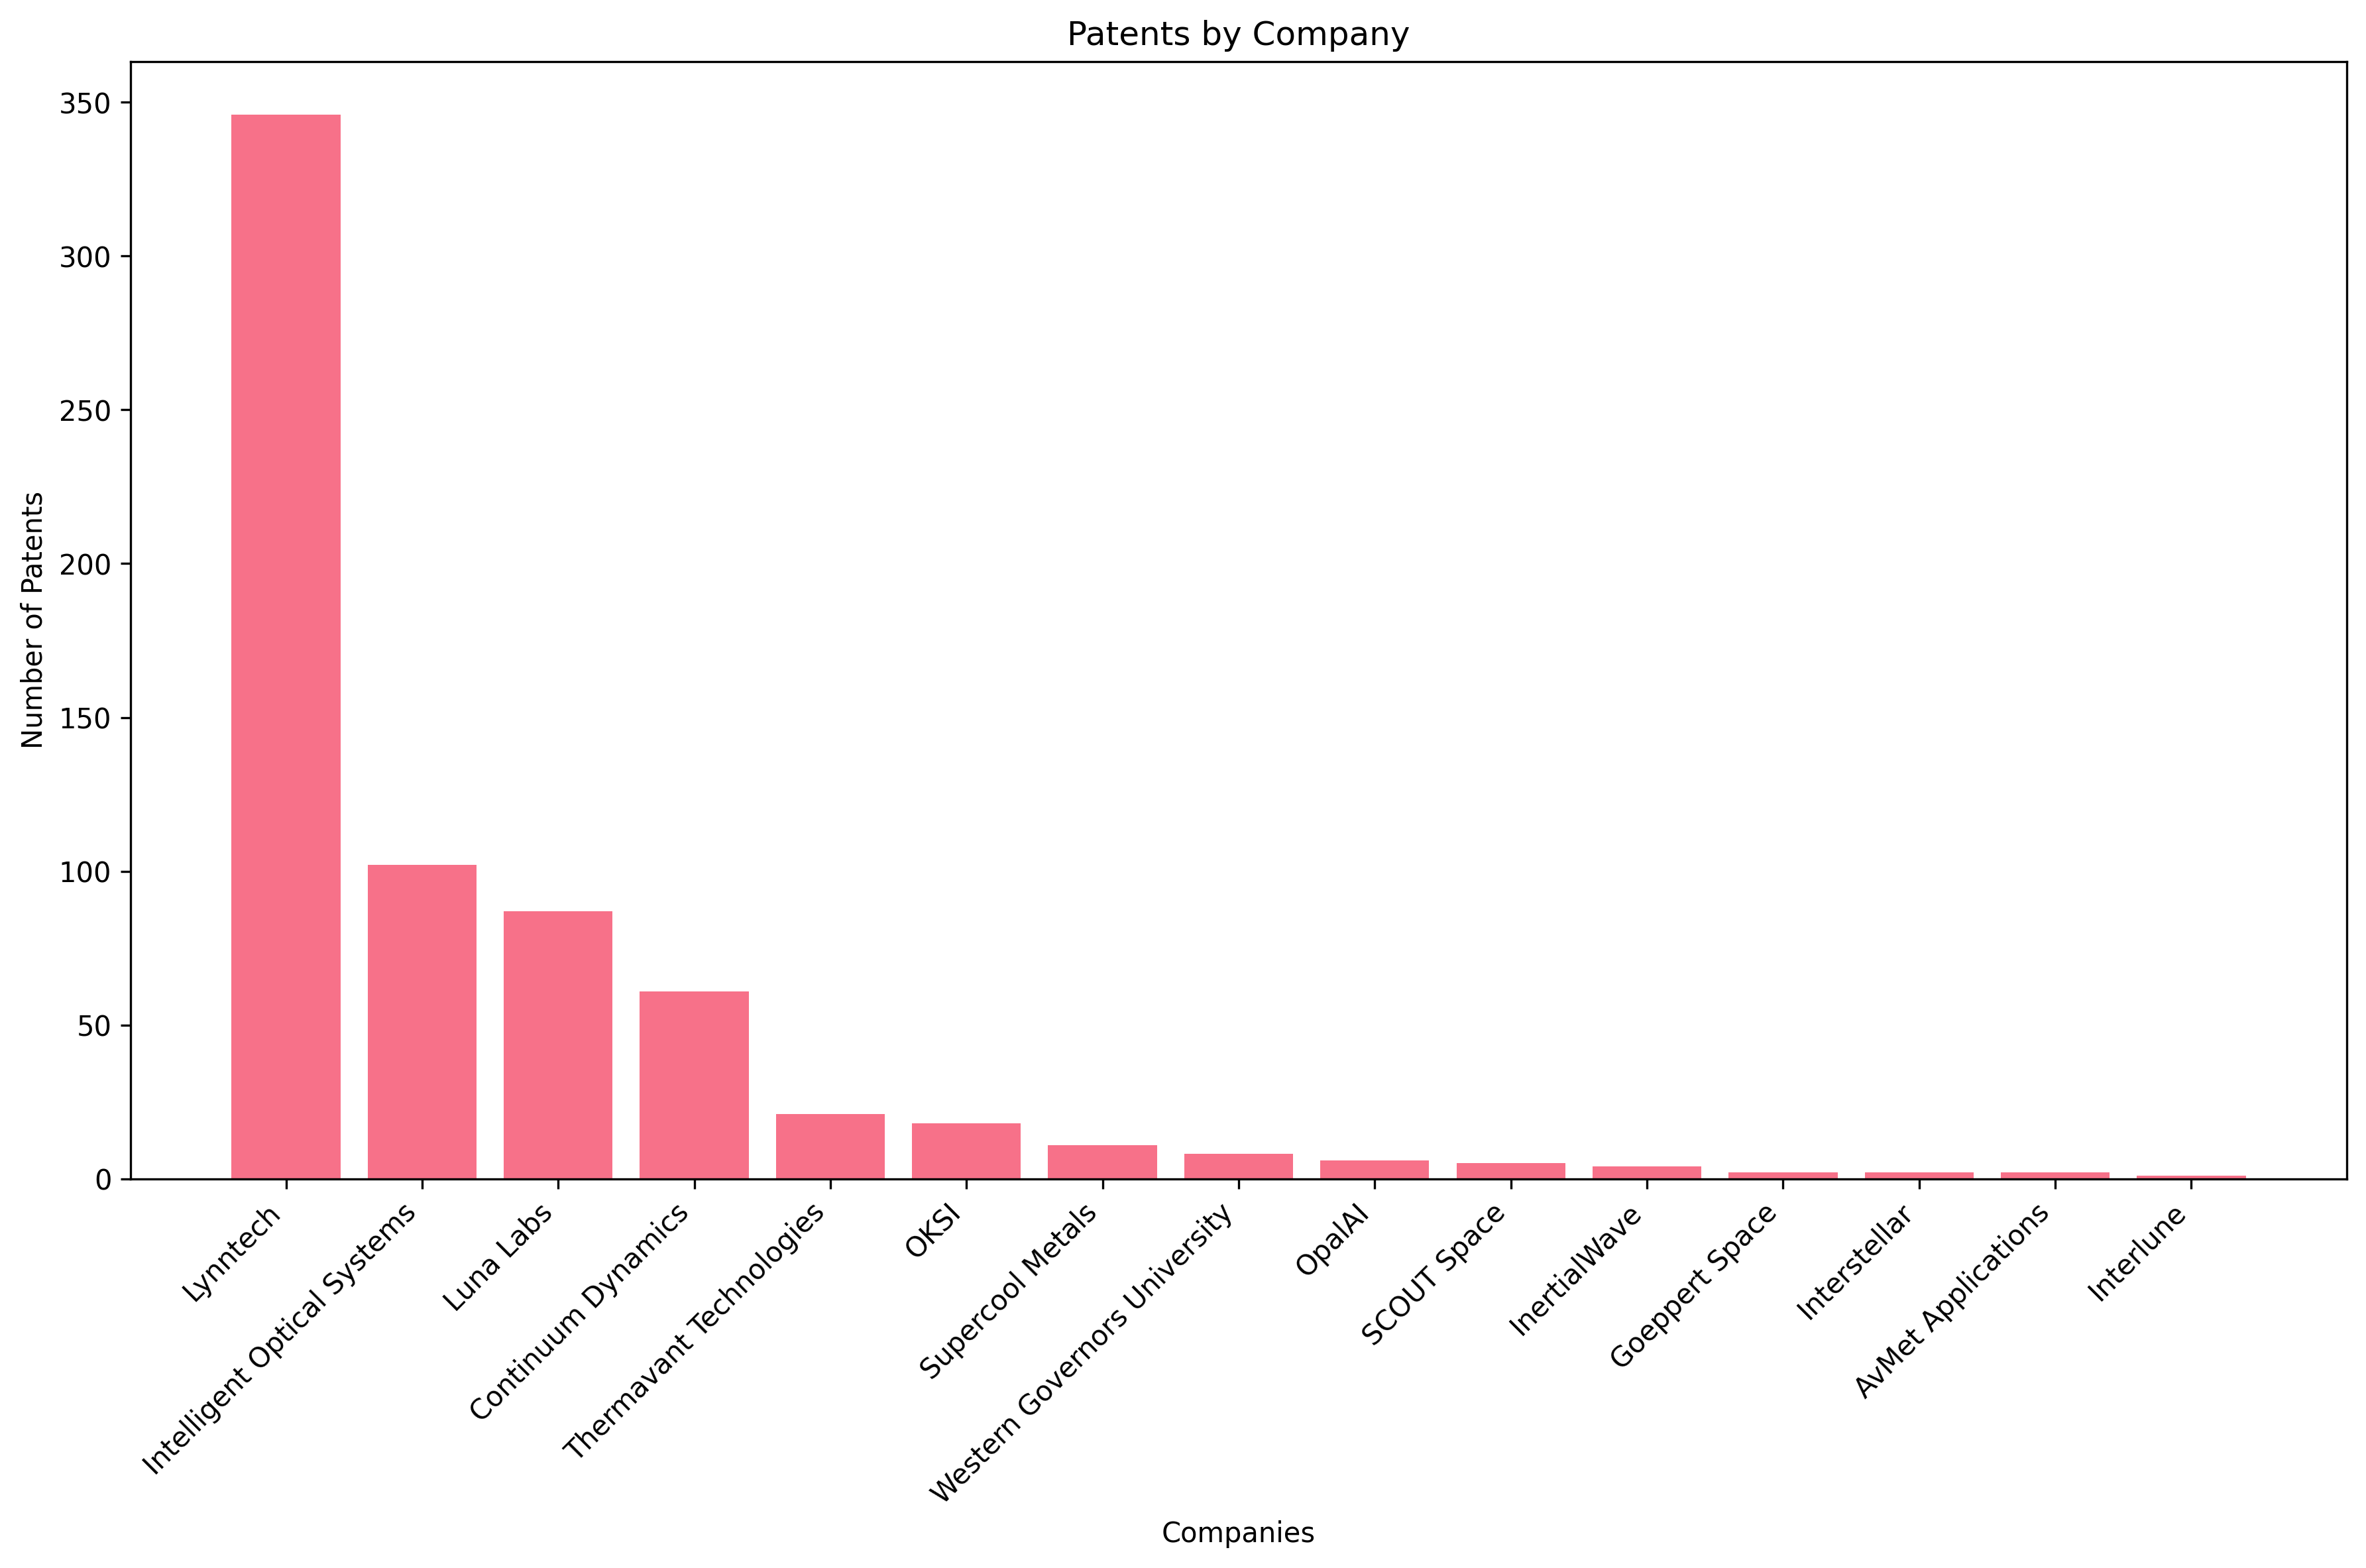 Patents by Company
Number of Patents
350
300
250
200
150
100
50
0
Lynntech
Intelligent Optical Systems
Luna Labs
Continuum Dynamics
Thermavant Technologies
OKSI
Supercool Metals
Western Governors University
OpalAI
SCOUT Space
InertialWave
Goeppert Space
Interstellar
AvMet Applications
Interlune
Companies